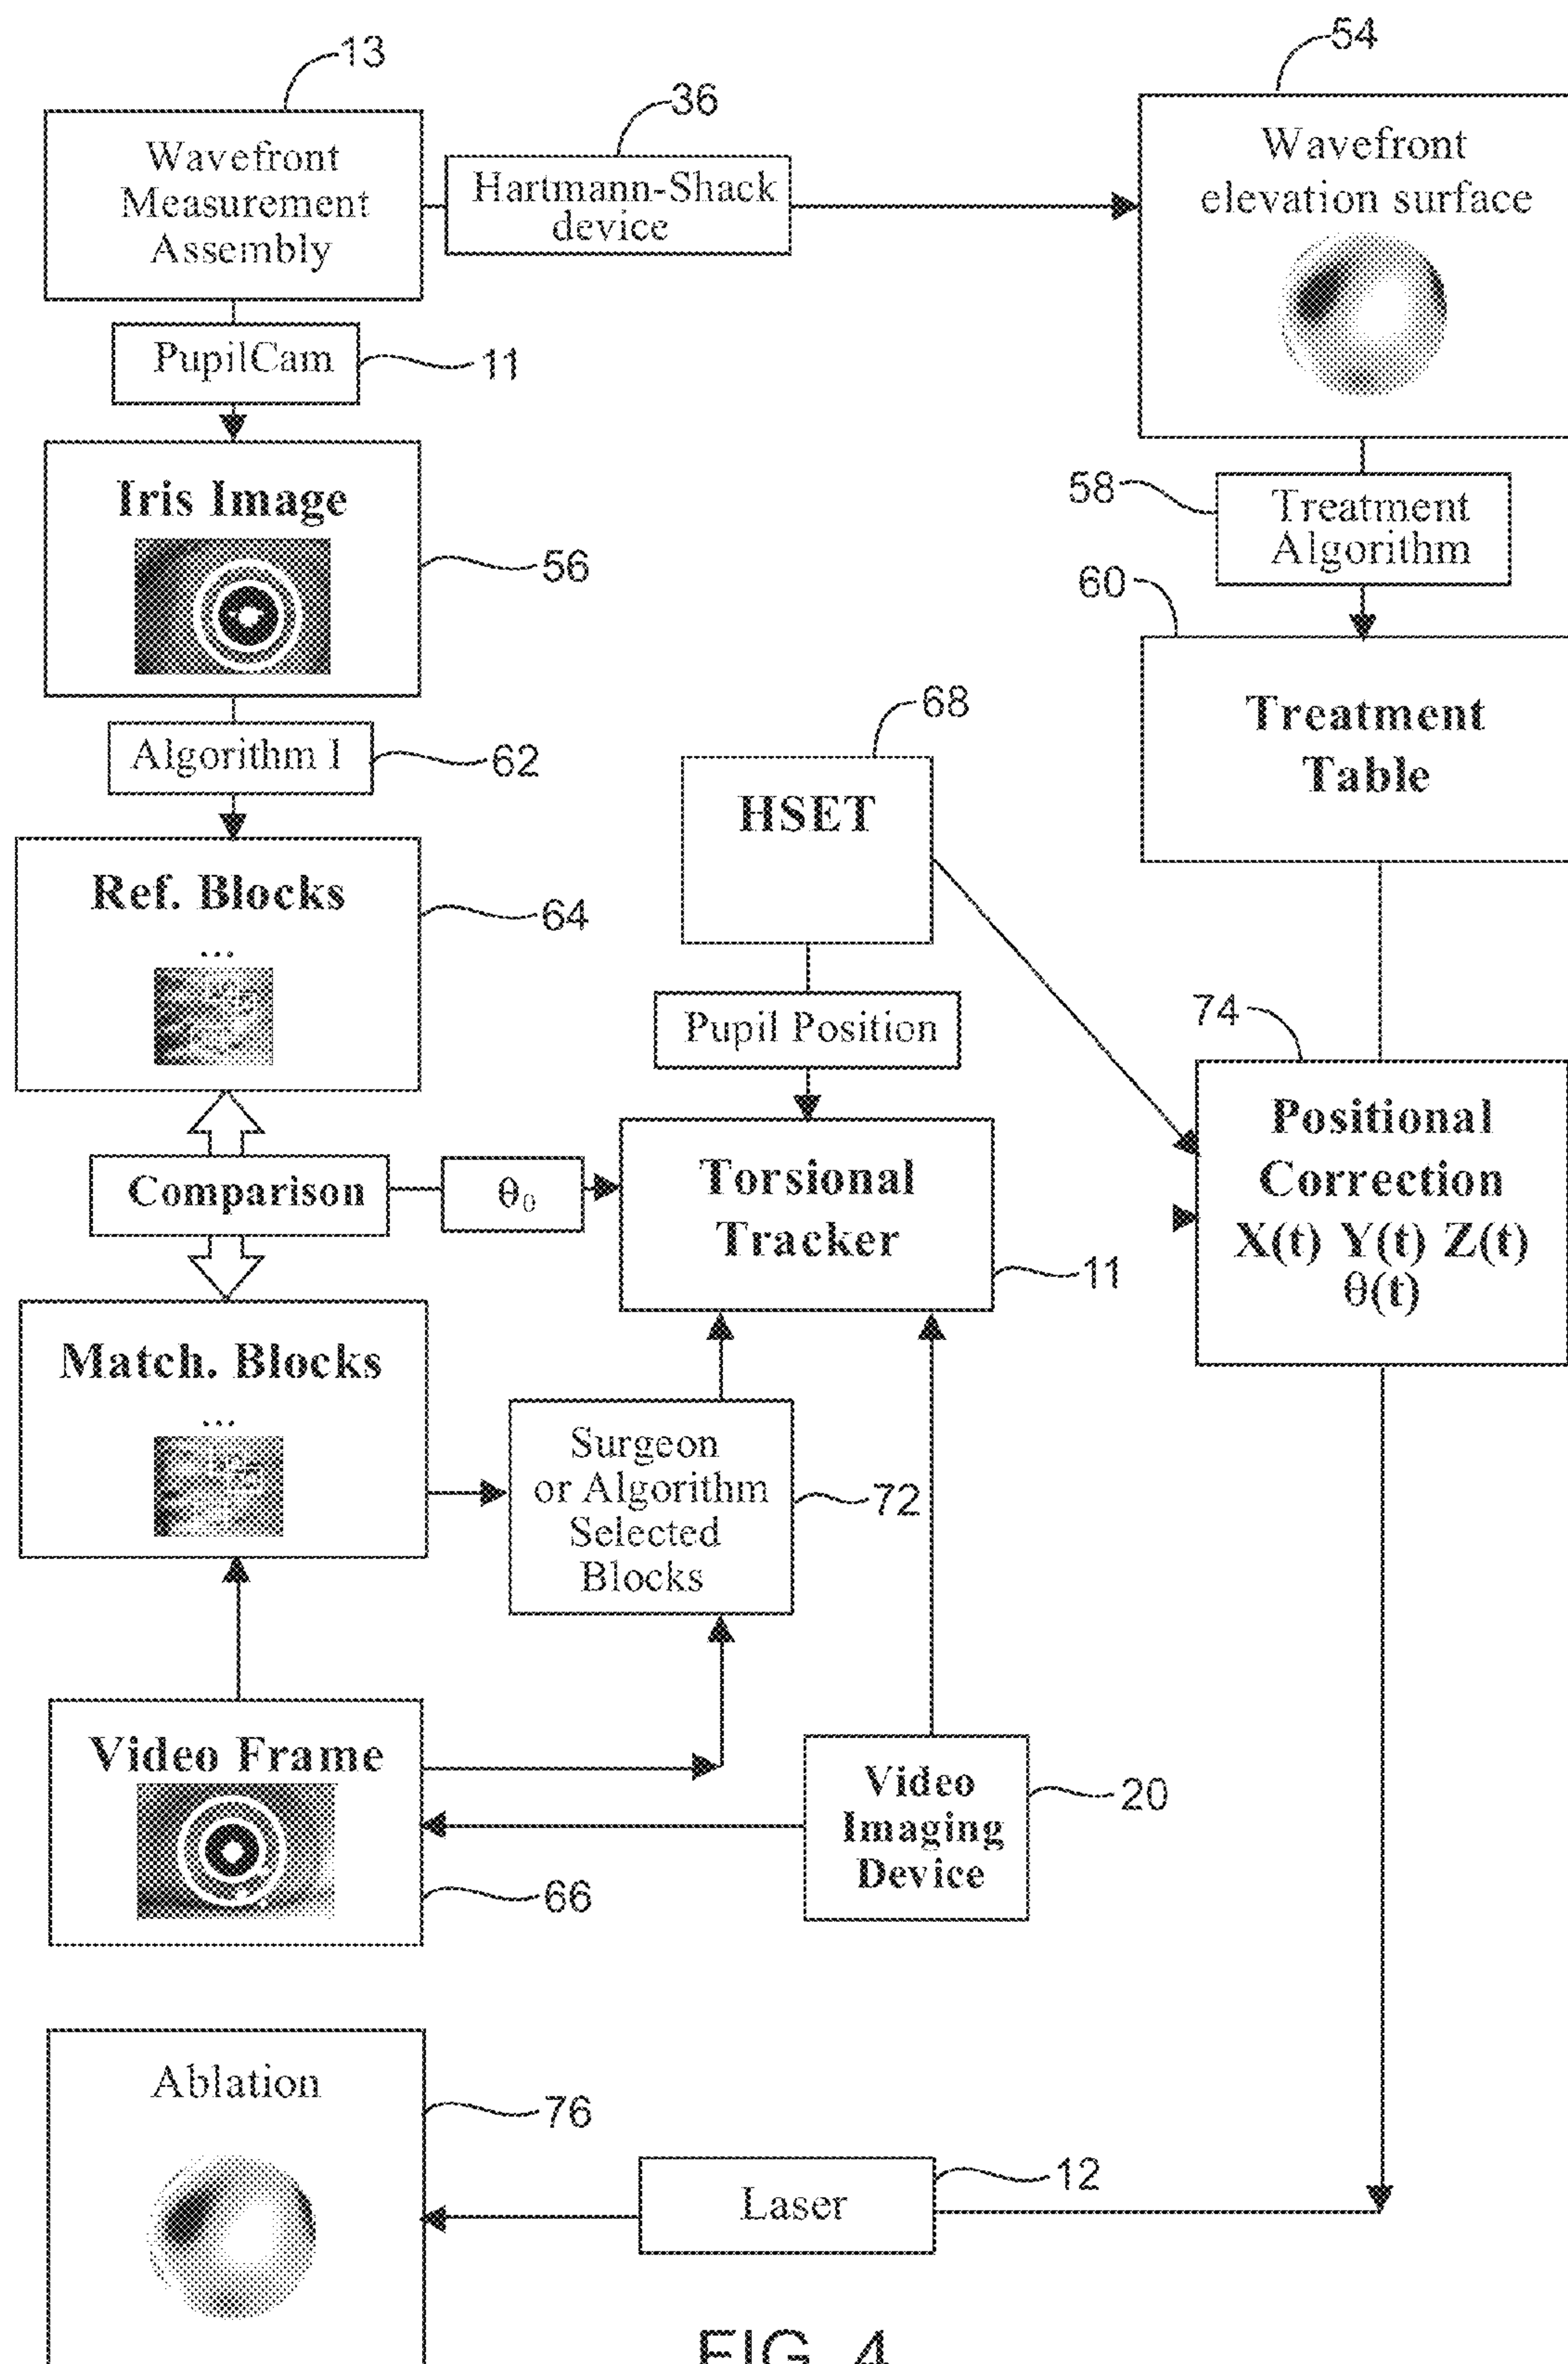 13
Wavefront
Measurement
Assembly
36
Hartmann-Shack
device
54
Wavefront
elevation surface
PupilCam
11
Iris Image
56
58
Treatment
Algorithm
60
Treatment
Table
Algorithm 1
62
68
HSET
Ref. Blocks
...
64
Pupil Position
74
Positional
Correction
X(t) Y(t) Z(t)
θ(t)
Comparison
θ₀
Torsional
Tracker
11
Match. Blocks
...
Surgeon
or Algorithm
Selected
Blocks
72
Video Frame
66
Video
Imaging
Device
20
Ablation
76
Laser
12
FIG. 4